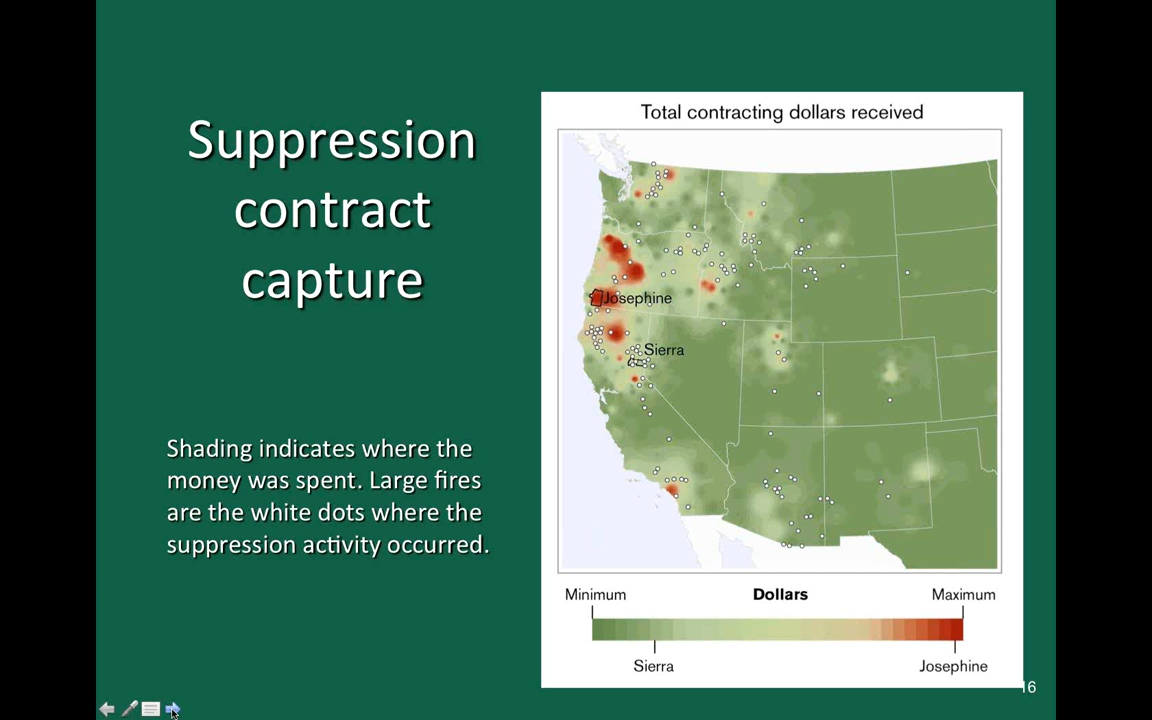 Suppression
contract
capture
Shading indicates where the
money was spent. Large fires
are the white dots where the
suppression activity occurred.
Total contracting dollars received
Josephine
Sierra
Minimum
Dollars
Maximum
Sierra
Josephine
16